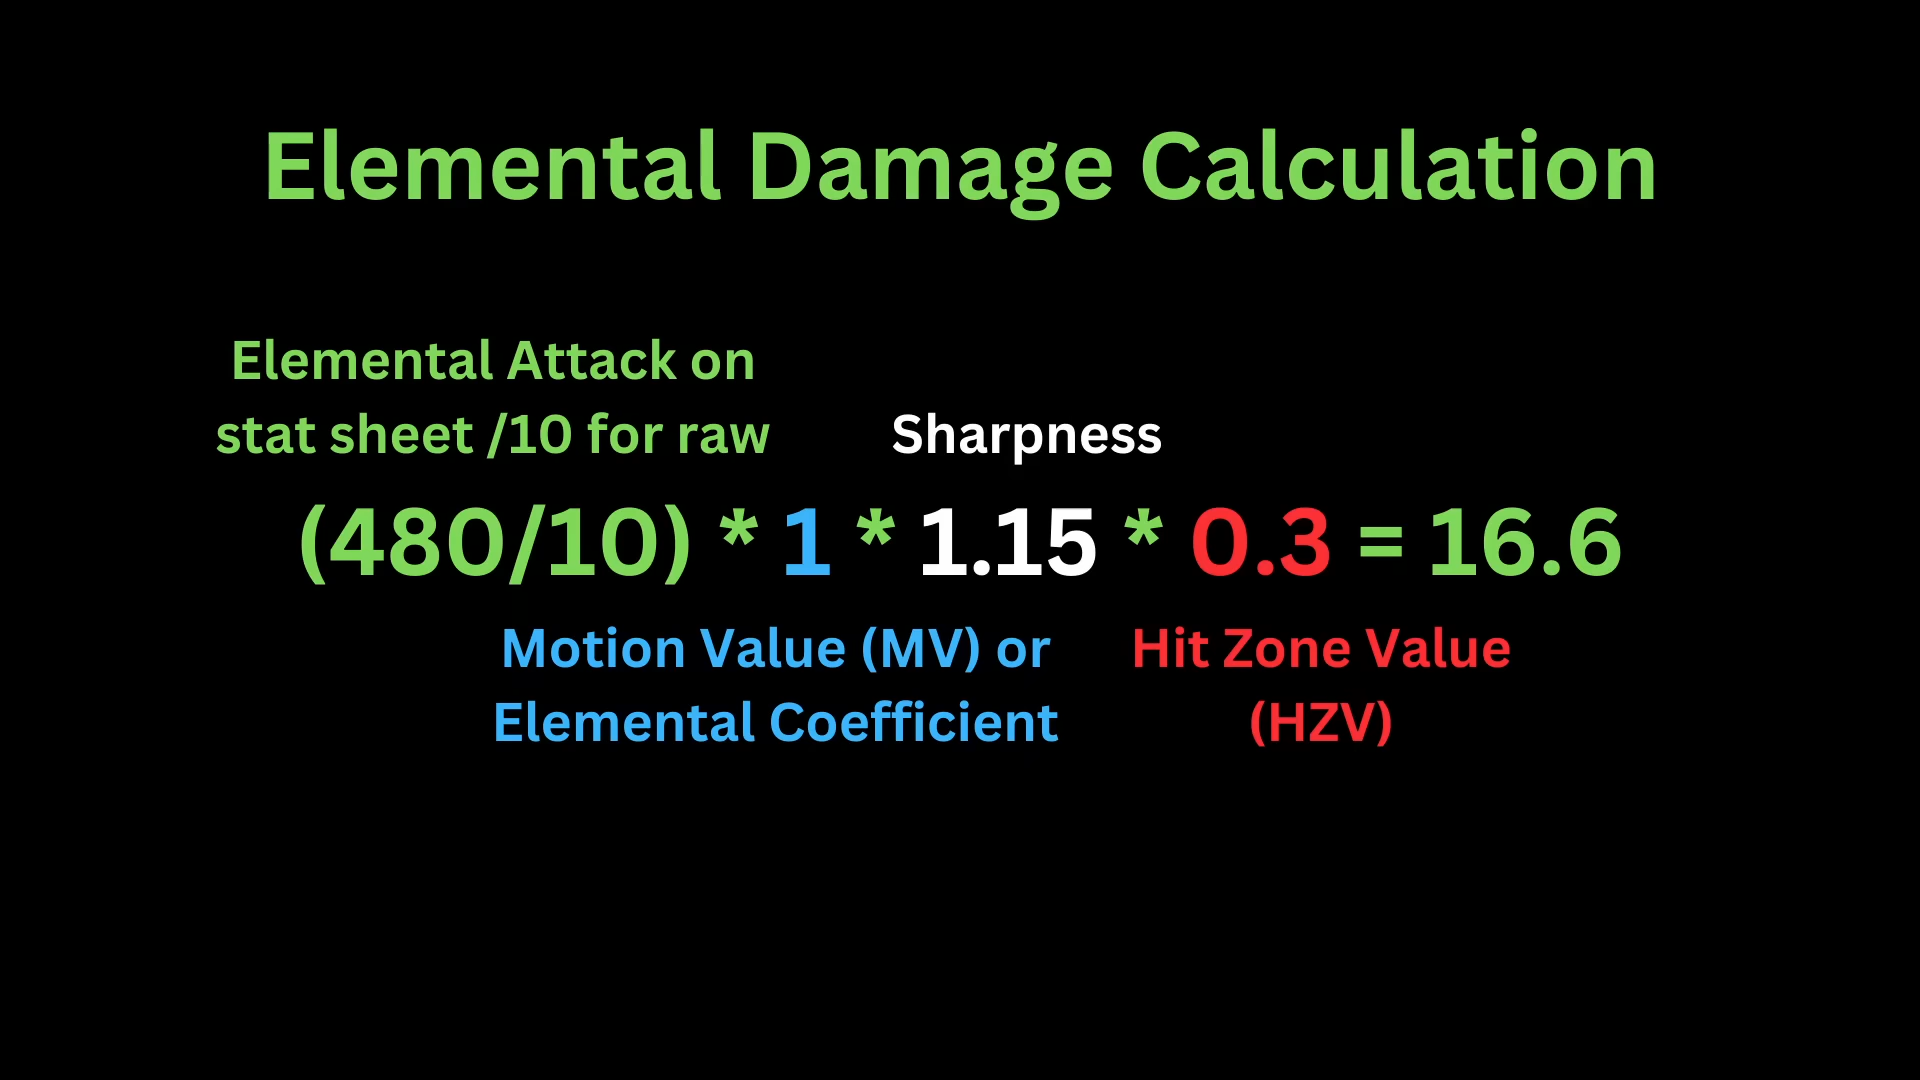 Elemental Damage Calculation
Elemental Attack on
stat sheet /10 for raw
Sharpness
(480/10) * 1 * 1.15 * 0.3 = 16.6
Motion Value (MV) or
Elemental Coefficient
Hit Zone Value
(HZV)